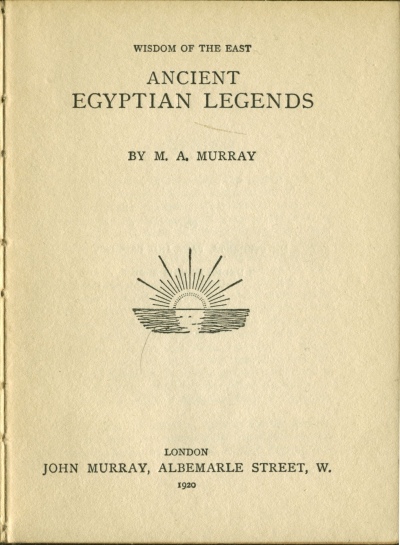 WISDOM OF THE EAST
ANCIENT
EGYPTIAN LEGENDS
BY M. A. MURRAY
LONDON
JOHN MURRAY, ALBEMARLE STREET, W.
1920